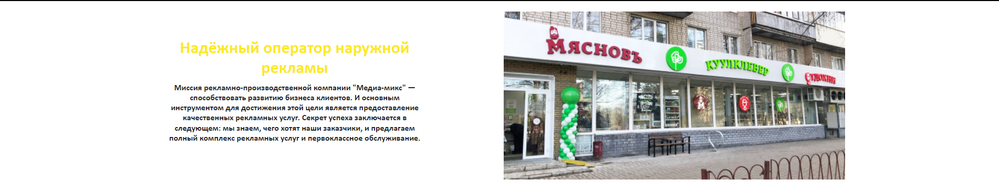 Надёжный оператор наружной
рекламы
Миссия рекламно-производственной компании "Медиа-микс" —
способствовать развитию бизнеса клиентов. И основным
инструментом для достижения этой цели является предоставление
качественных рекламных услуг. Секрет успеха заключается в
следующем: мы знаем, чего хотят наши заказчики, и предлагаем
полный комплекс рекламных услуг и первоклассное обслуживание.
Мясновъ
КУУЛКЛЕВЕР
Отдохни